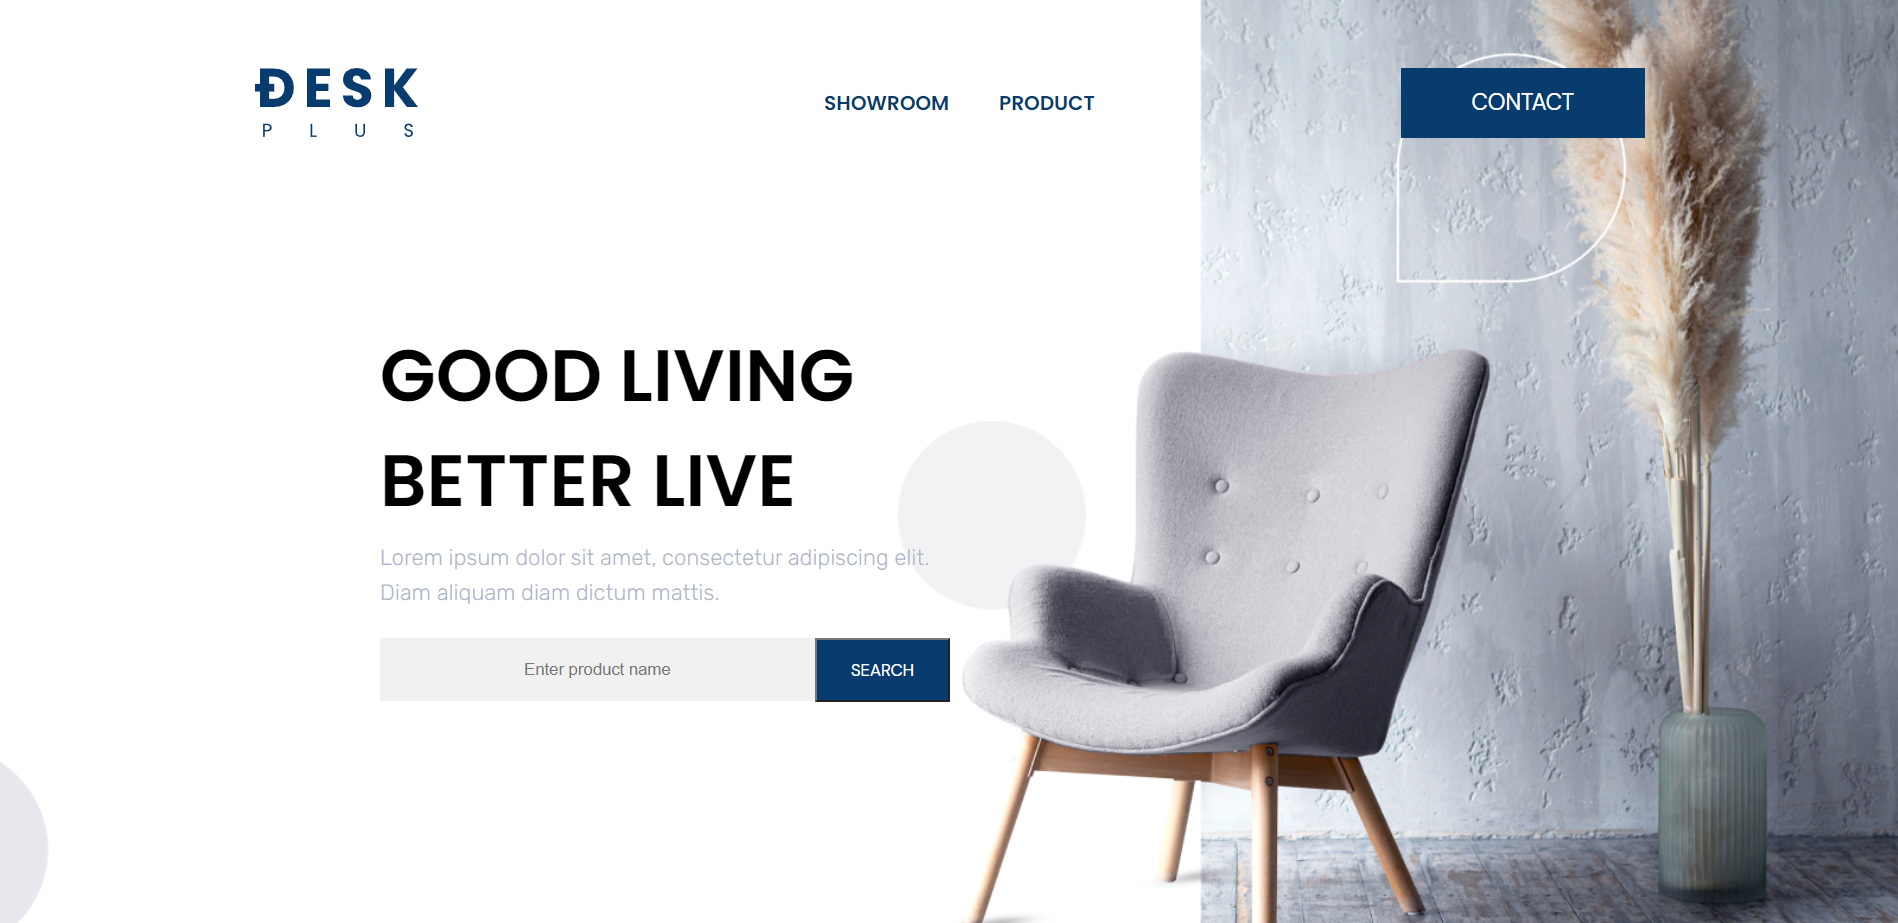 ĐESK
PLUS
SHOWROOM
PRODUCT
CONTACT
GOOD LIVING
BETTER LIVE
Lorem ipsum dolor sit amet, consectetur adipiscing elit.
Diam aliquam diam dictum mattis.
Enter product name
SEARCH